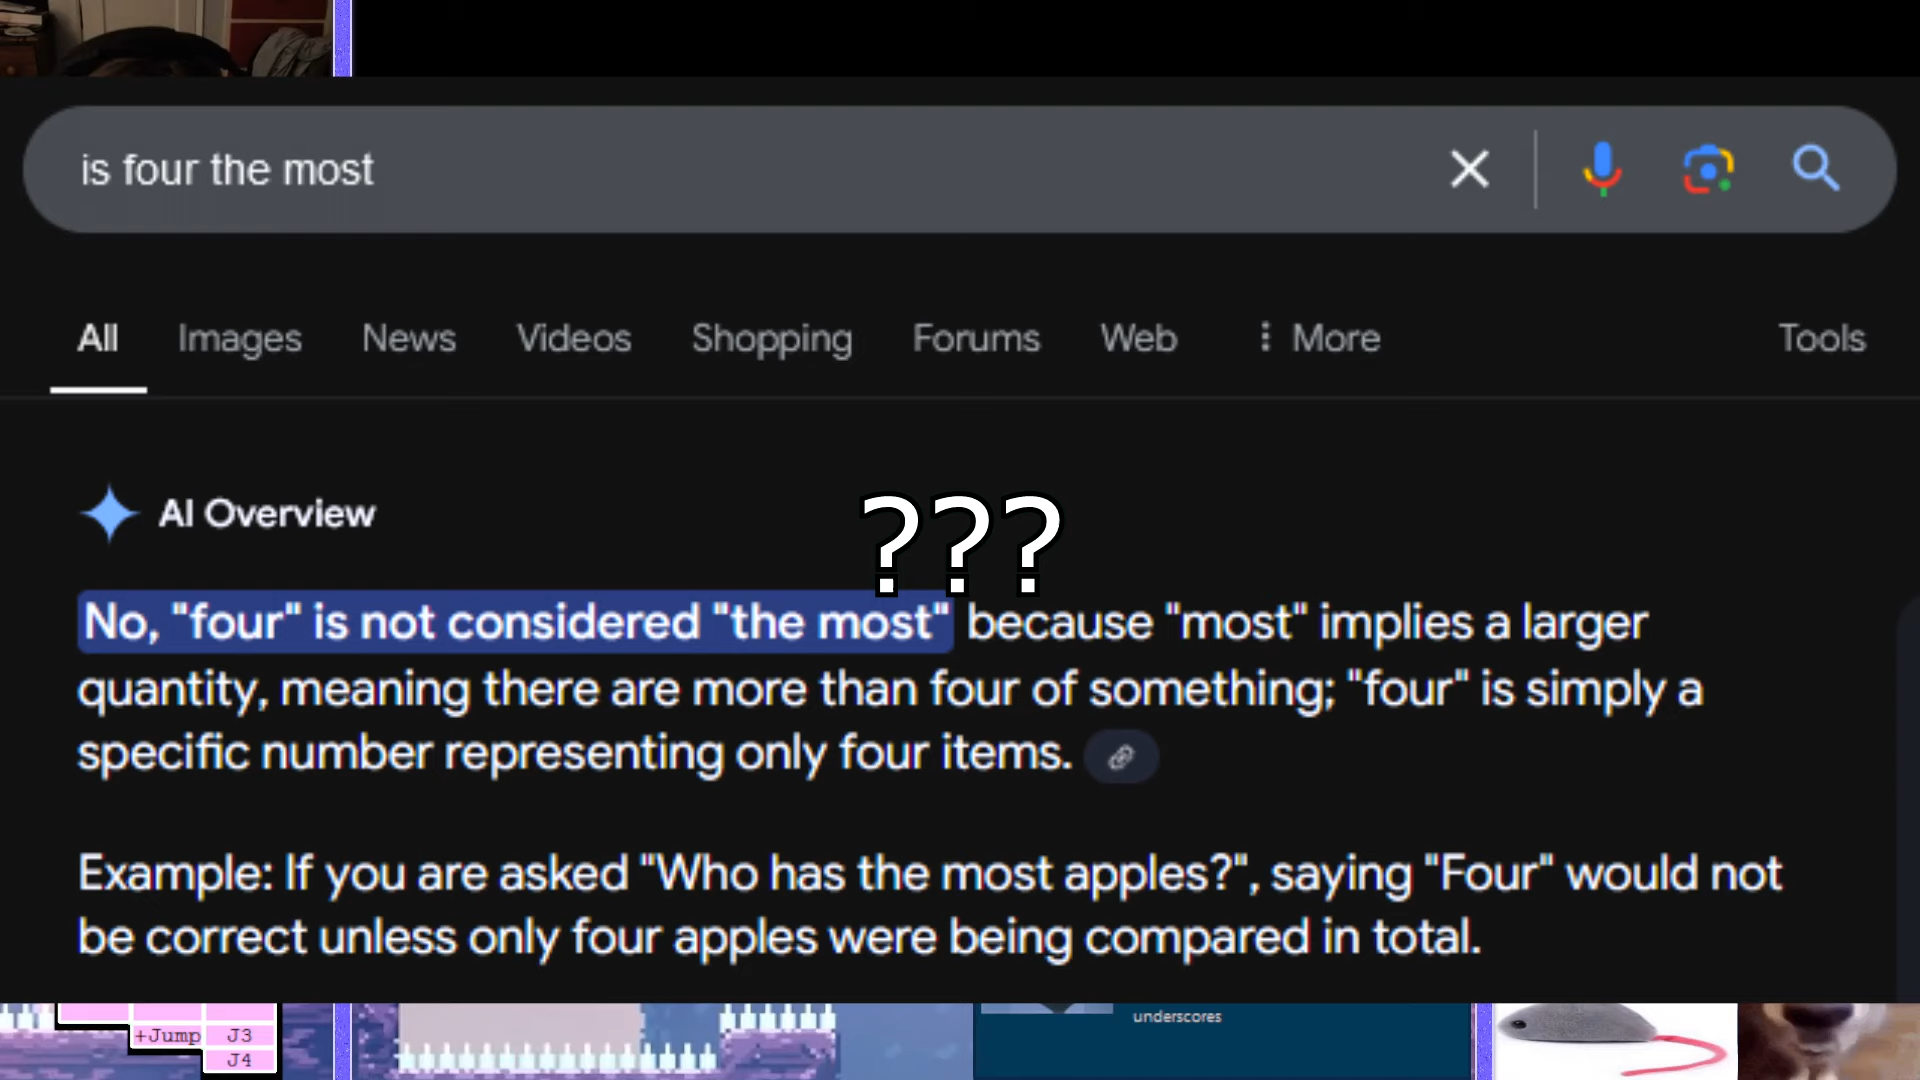 is four the most
All Images News Videos Shopping Forums Web More Tools
AI Overview
???
No, "four" is not considered "the most" because "most" implies a larger
quantity, meaning there are more than four of something; "four" is simply a
specific number representing only four items.
Example: If you are asked "Who has the most apples?", saying "Four" would not
be correct unless only four apples were being compared in total.
+Jump J3
J4
underscores